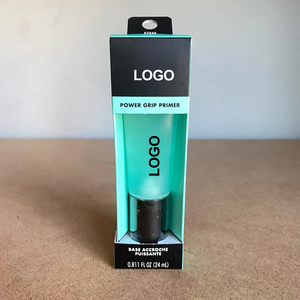 LOGO
POWER GRIP PRIMER
LOGO
BASE ACCROCHE
PUISSANTE
0.811 FL OZ (24 mL)